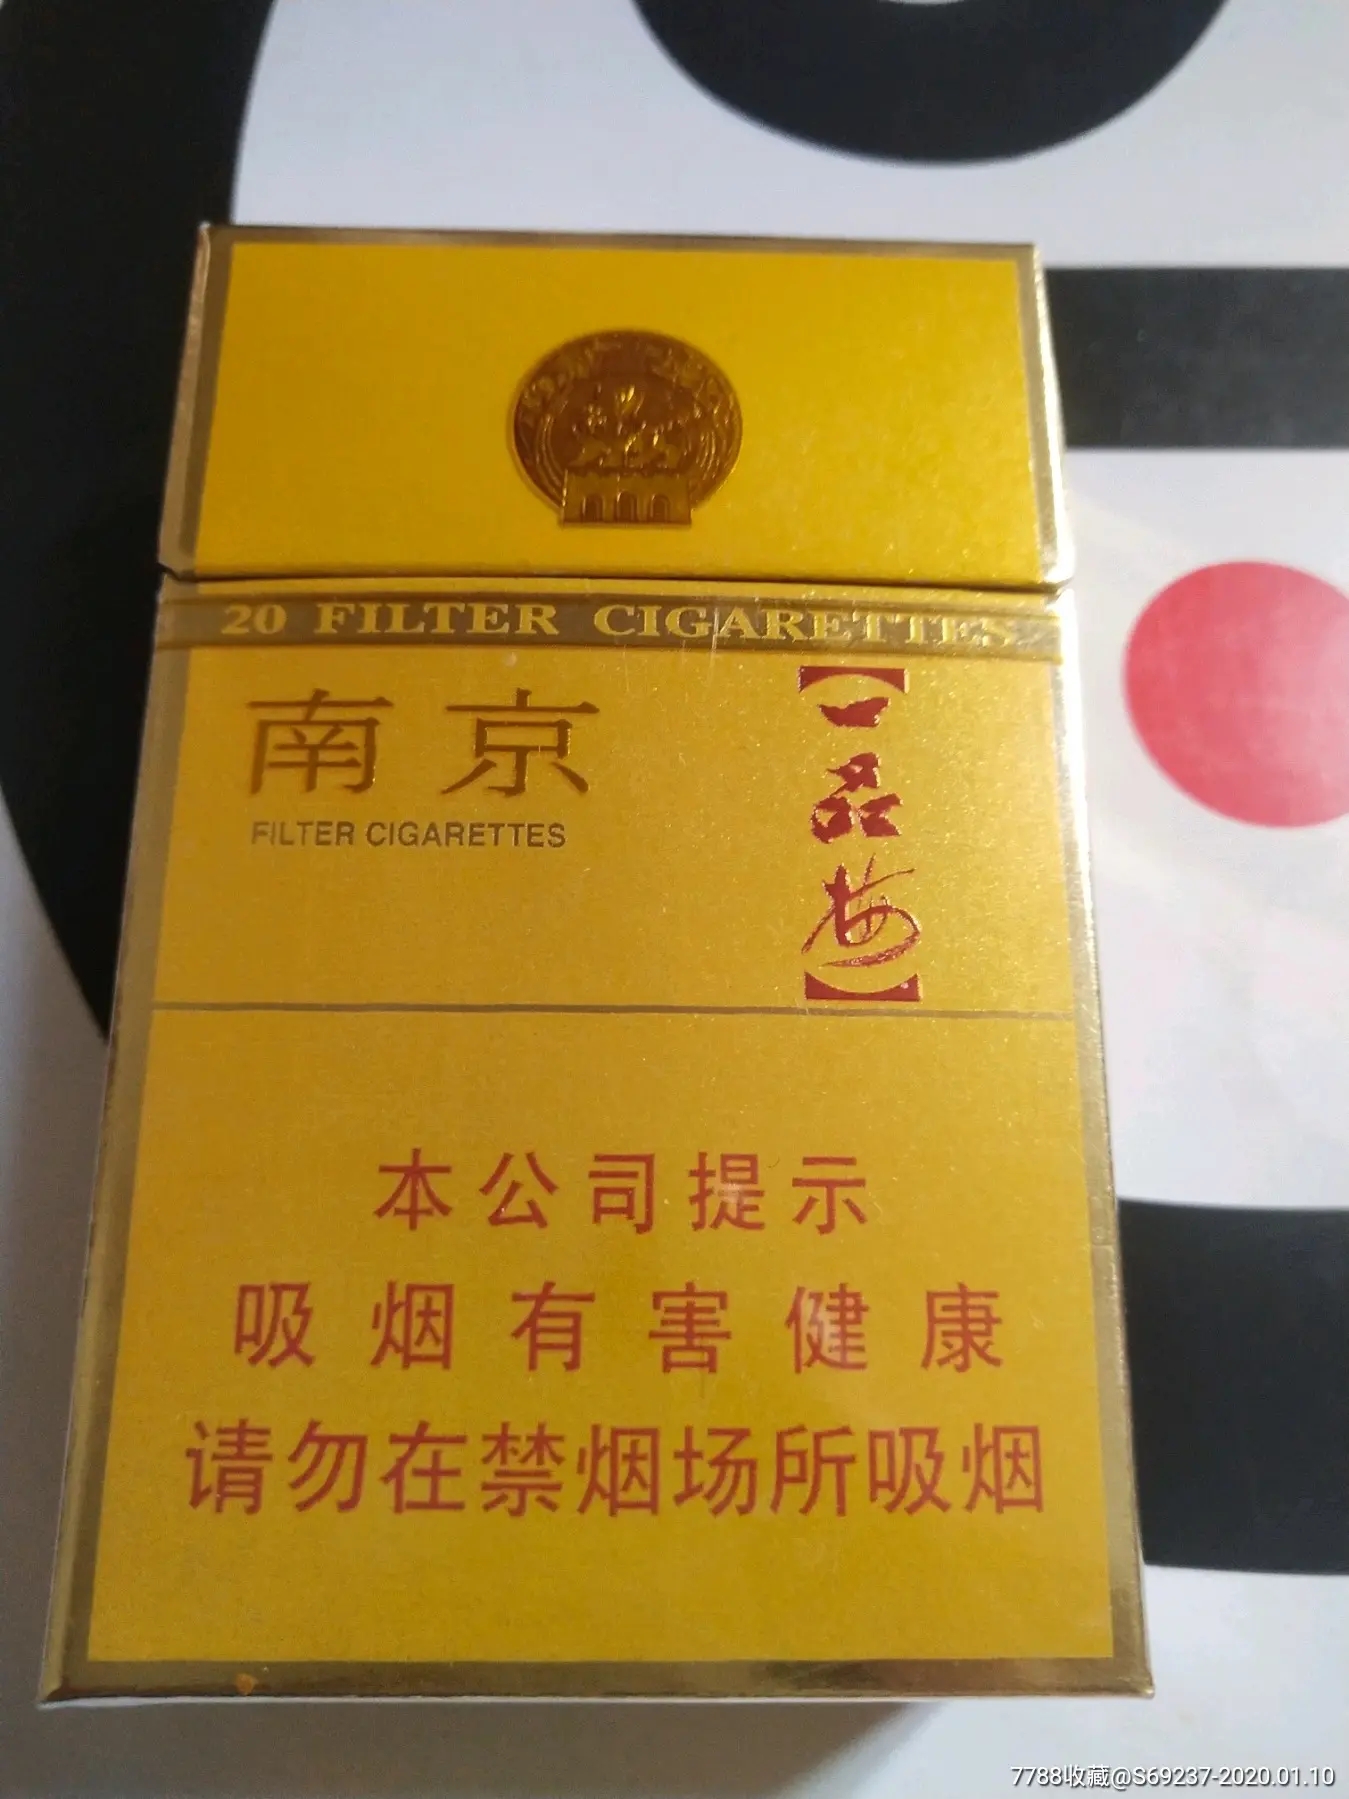 20 FILTER CIGARETTES
南京
FILTER CIGARETTES
【一品梅】
本公司提示
吸烟有害健康
请勿在禁烟场所吸烟
7788收藏@S69237-2020.01.10